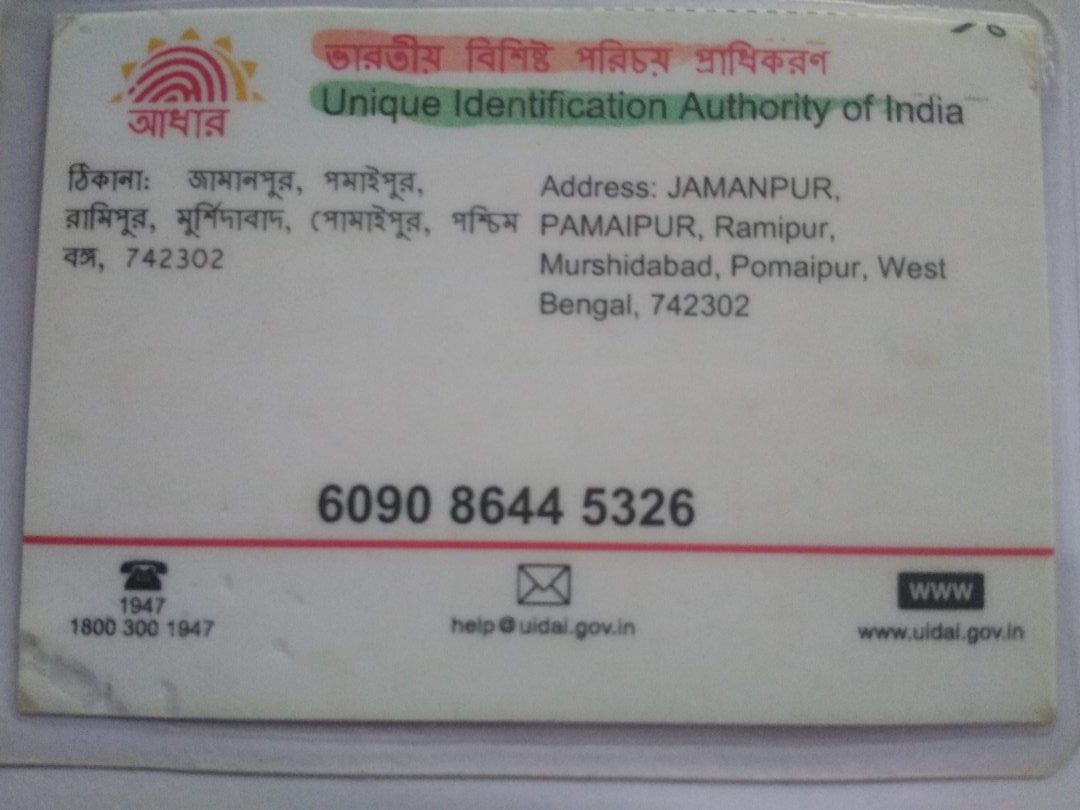 ভারতীয় বিশিষ্ট পরিচয় প্রাধিকরন
Unique Identification Authority of India
আধার
ঠিকানা: জামানপূর, পমাইপূর,
রামিপূর, মূর্শিদাবাদ, পোমাইপূর, পশ্চিম
বঙ্গ, 742302
Address: JAMANPUR,
PAMAIPUR, Ramipur,
Murshidabad, Pomaipur, West
Bengal, 742302
6090 8644 5326
1947
1800 300 1947
help@uidai.gov.in
www
www.uidai.gov.in